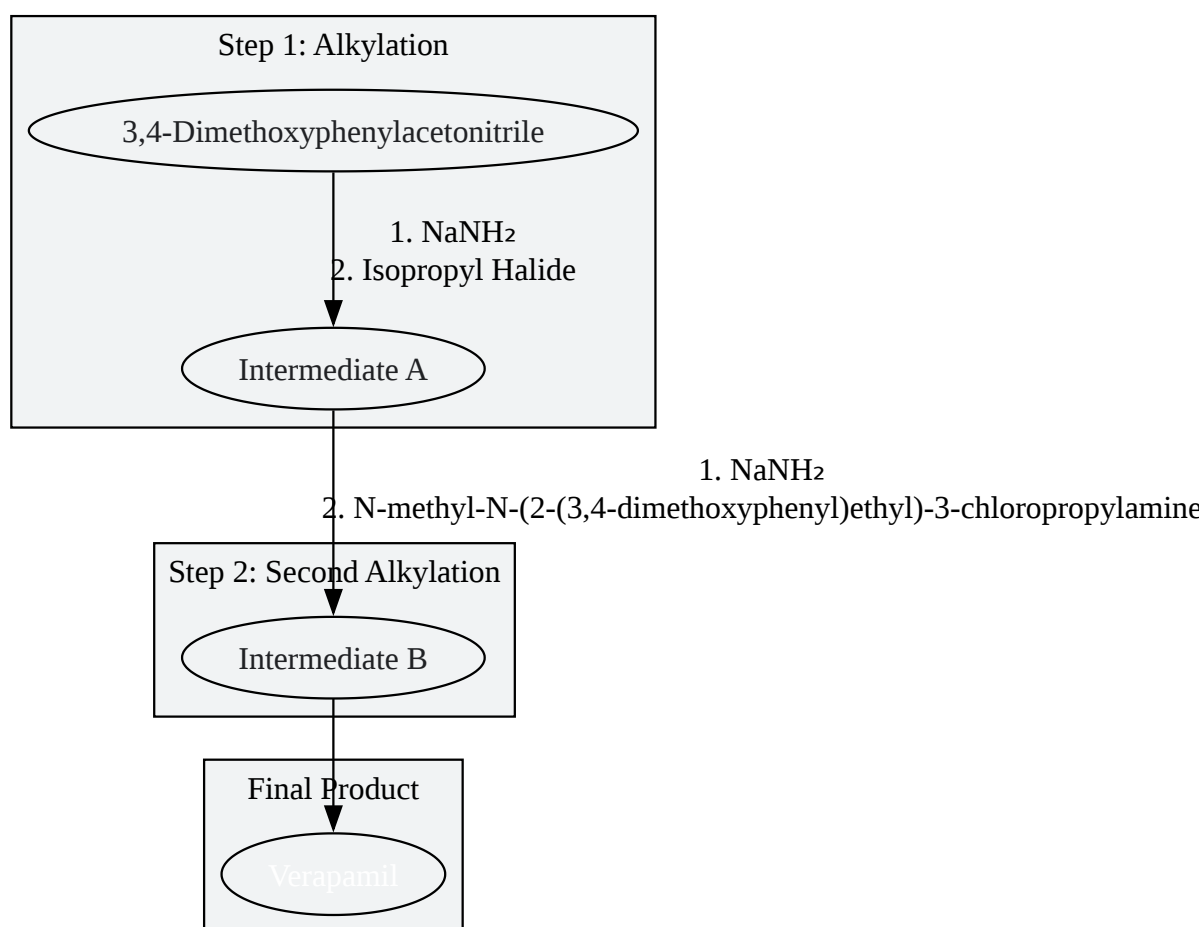 Step 1: Alkylation
3,4-Dimethoxyphenylacetonitrile
1. NaNH₂
2. Isopropyl Halide
Intermediate A
1. NaNH₂
2. N-methyl-N-(2-(3,4-dimethoxyphenyl)ethyl)-3-chloropropylamine
Step 2: Second Alkylation
Intermediate B
Final Product
Verapamil